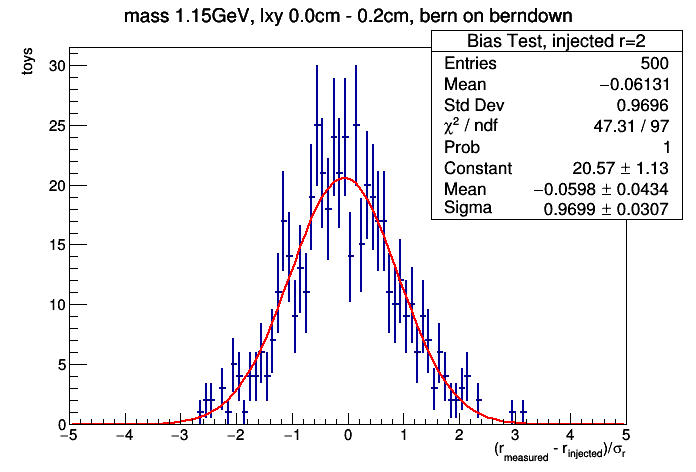 mass 1.15GeV, lxy 0.0cm - 0.2cm, bern on berndown
toys
Bias Test, injected r=2
Entries 500
Mean −0.06131
Std Dev 0.9696
χ² / ndf 47.31 / 97
Prob 1
Constant 20.57 ± 1.13
Mean −0.0598 ± 0.0434
Sigma 0.9699 ± 0.0307
30
25
20
15
10
5
0
−5 −4 −3 −2 −1 0 1 2 3 4 5
(r_measured - r_injected)/σ_r